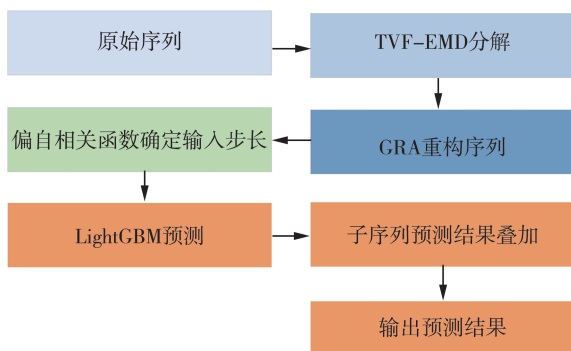 原始序列
TVF-EMD分解
GRA重构序列
偏自相关函数确定输入步长
LightGBM预测
子序列预测结果叠加
输出预测结果